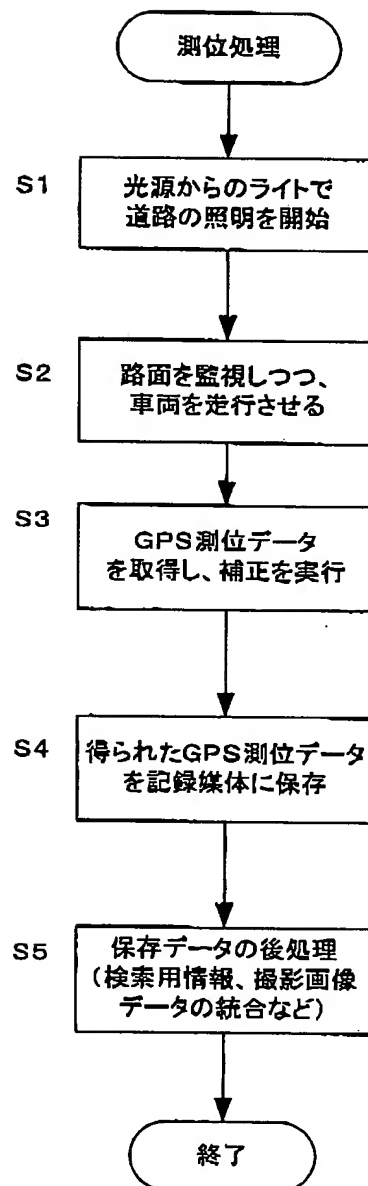 測位処理
S1
光源からのライトで
道路の照明を開始
S2
路面を監視しつつ、
車両を走行させる
S3
GPS測位データ
を取得し、補正を実行
S4
得られたGPS測位データ
を記録媒体に保存
S5
保存データの後処理
(検索用情報、撮影画像
データの統合など)
終了